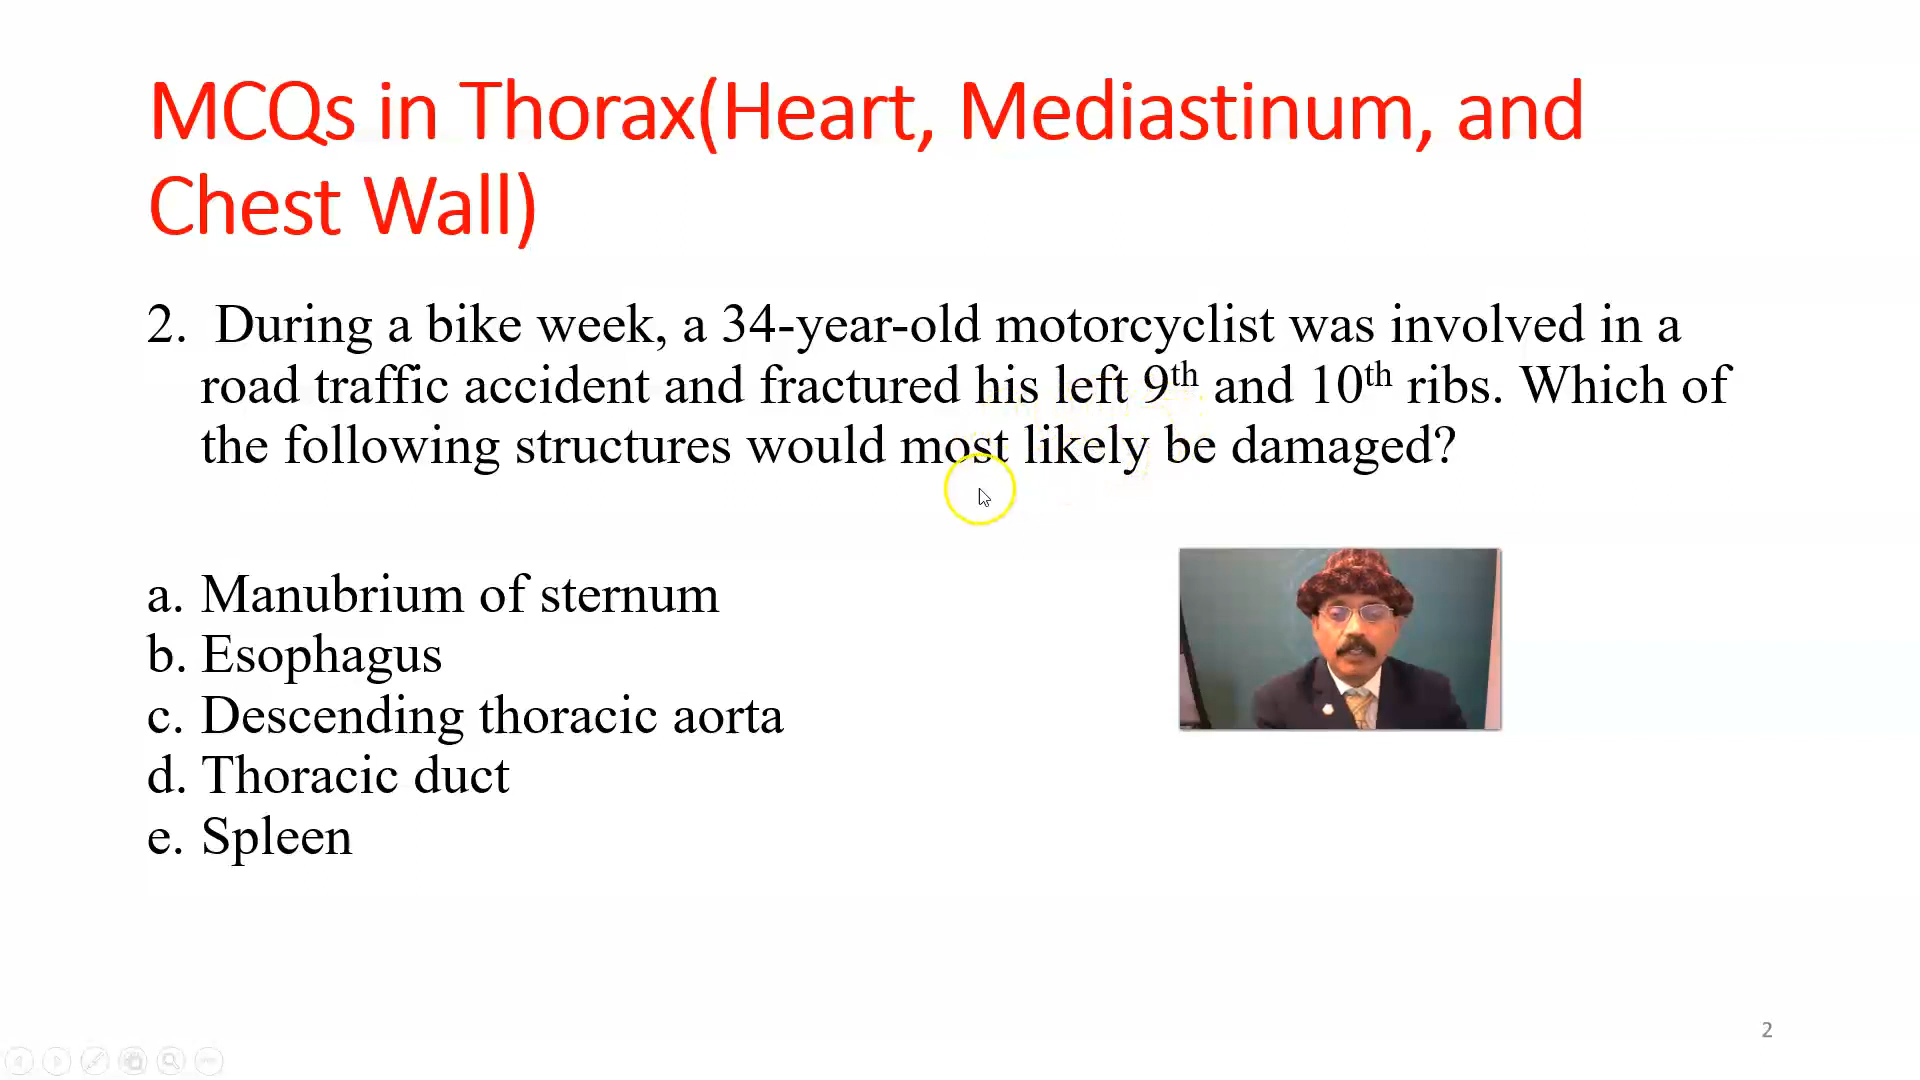 MCQs in Thorax(Heart, Mediastinum, and
Chest Wall)
2. During a bike week, a 34-year-old motorcyclist was involved in a
road traffic accident and fractured his left 9th and 10th ribs. Which of
the following structures would most likely be damaged?
a. Manubrium of sternum
b. Esophagus
c. Descending thoracic aorta
d. Thoracic duct
e. Spleen
2